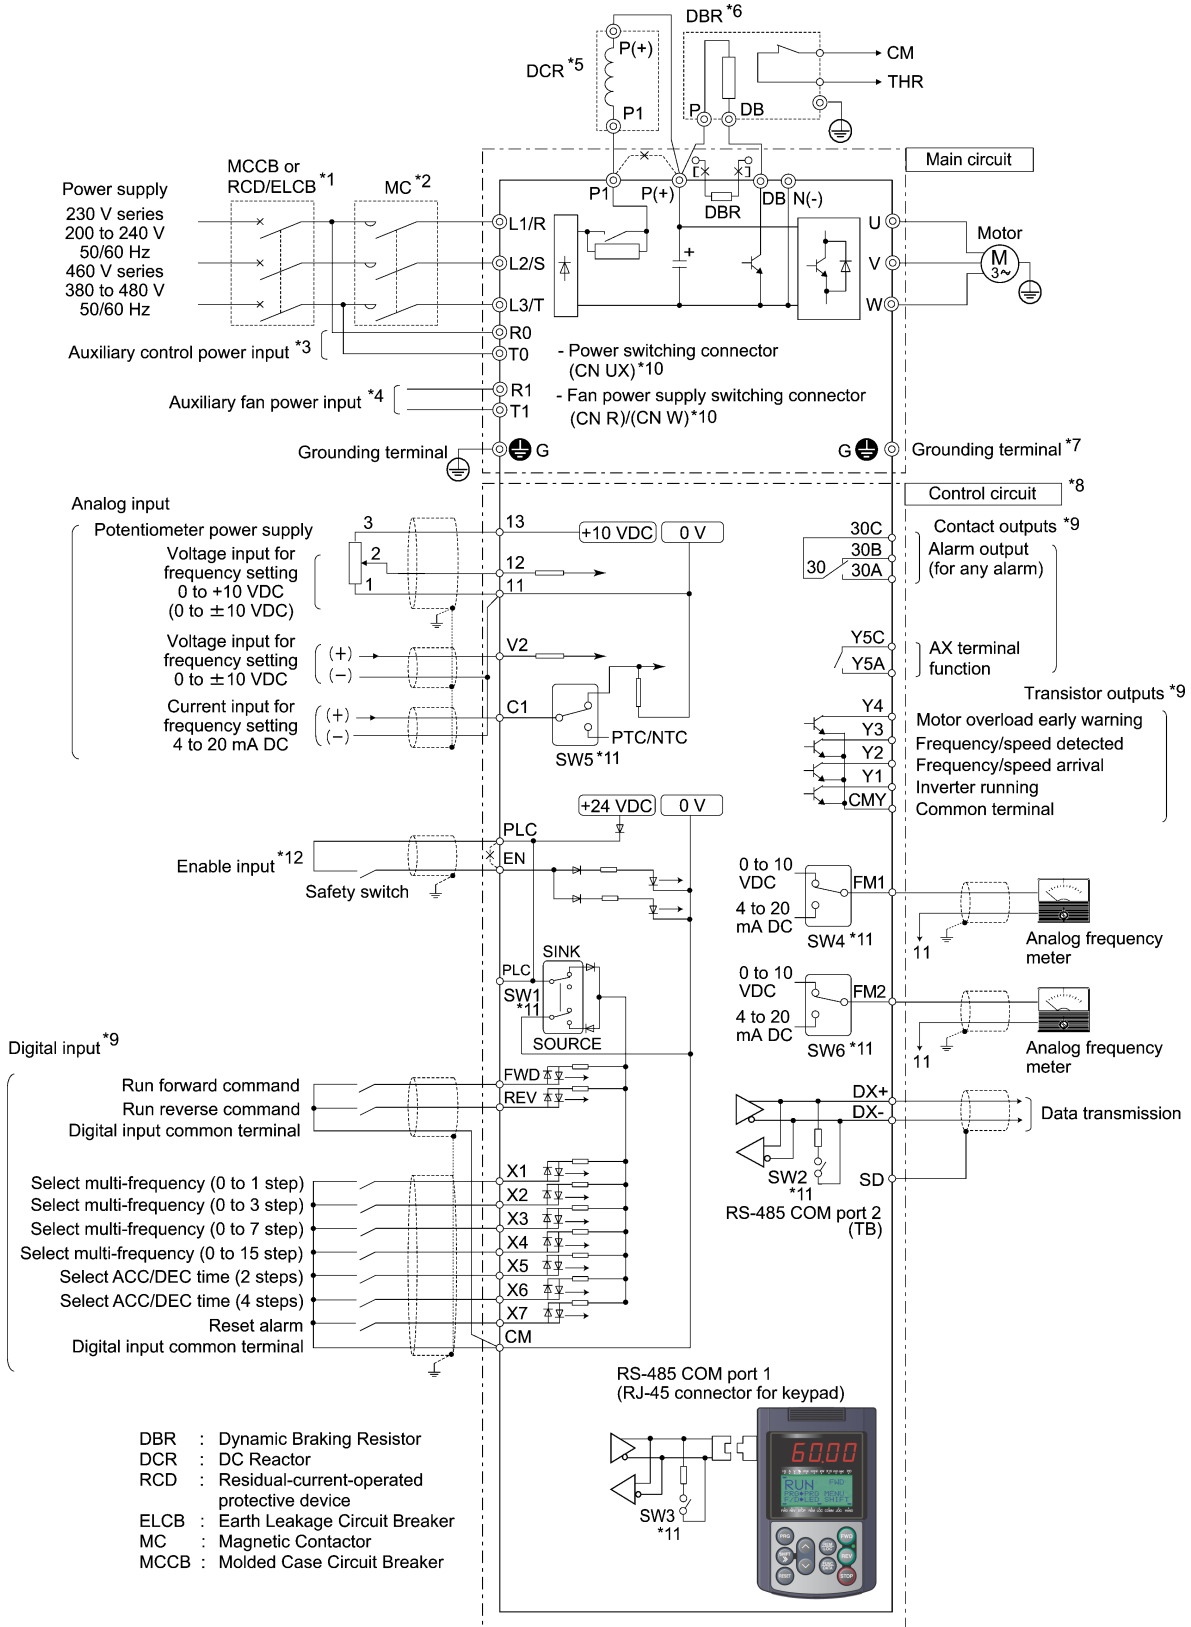 DBR *6
DCR *5
P(+)
P1
P
DB
CM
THR
Main circuit
MCCB or
RCD/ELCB *1
MC *2
Power supply
230 V series
200 to 240 V
50/60 Hz
460 V series
380 to 480 V
50/60 Hz
P1
P(+)
DBR
DB
N(-)
L1/R
L2/S
L3/T
+
U
V
W
Motor
M
3~
R0
T0
Auxiliary control power input *3
- Power switching connector
(CN UX)*10
R1
T1
Auxiliary fan power input *4
- Fan power supply switching connector
(CN R)/(CN W)*10
Grounding terminal
G
G
Grounding terminal *7
Control circuit *8
Analog input
Potentiometer power supply
3
13
+10 VDC
0 V
Voltage input for
frequency setting
0 to +10 VDC
(0 to ±10 VDC)
2
12
1
11
Voltage input for
frequency setting
0 to ±10 VDC
(+)
(-)
V2
Current input for
frequency setting
4 to 20 mA DC
(+)
(-)
C1
PTC/NTC
SW5 *11
Contact outputs *9
30C
30B
30
30A
Alarm output
(for any alarm)
Y5C
Y5A
AX terminal
function
Transistor outputs *9
Y4
Motor overload early warning
Y3
Frequency/speed detected
Y2
Frequency/speed arrival
Y1
Inverter running
CMY
Common terminal
+24 VDC
0 V
PLC
EN
Enable input *12
Safety switch
0 to 10
VDC
4 to 20
mA DC
FM1
SW4 *11
11
Analog frequency
meter
0 to 10
VDC
4 to 20
mA DC
FM2
SW6 *11
11
Analog frequency
meter
SINK
PLC
SW1
*11
SOURCE
Digital input *9
Run forward command
FWD
Run reverse command
REV
Digital input common terminal
DX+
DX-
Data transmission
SW2
*11
SD
RS-485 COM port 2
(TB)
Select multi-frequency (0 to 1 step)
X1
Select multi-frequency (0 to 3 step)
X2
Select multi-frequency (0 to 7 step)
X3
Select multi-frequency (0 to 15 step)
X4
Select ACC/DEC time (2 steps)
X5
Select ACC/DEC time (4 steps)
X6
Reset alarm
X7
Digital input common terminal
CM
RS-485 COM port 1
(RJ-45 connector for keypad)
SW3
*11
60.00
RUN FWD
PRG PRG MENU
F/D LED SHIFT
PRG
RESET
FWD
REV
STOP
DBR : Dynamic Braking Resistor
DCR : DC Reactor
RCD : Residual-current-operated
protective device
ELCB : Earth Leakage Circuit Breaker
MC : Magnetic Contactor
MCCB : Molded Case Circuit Breaker